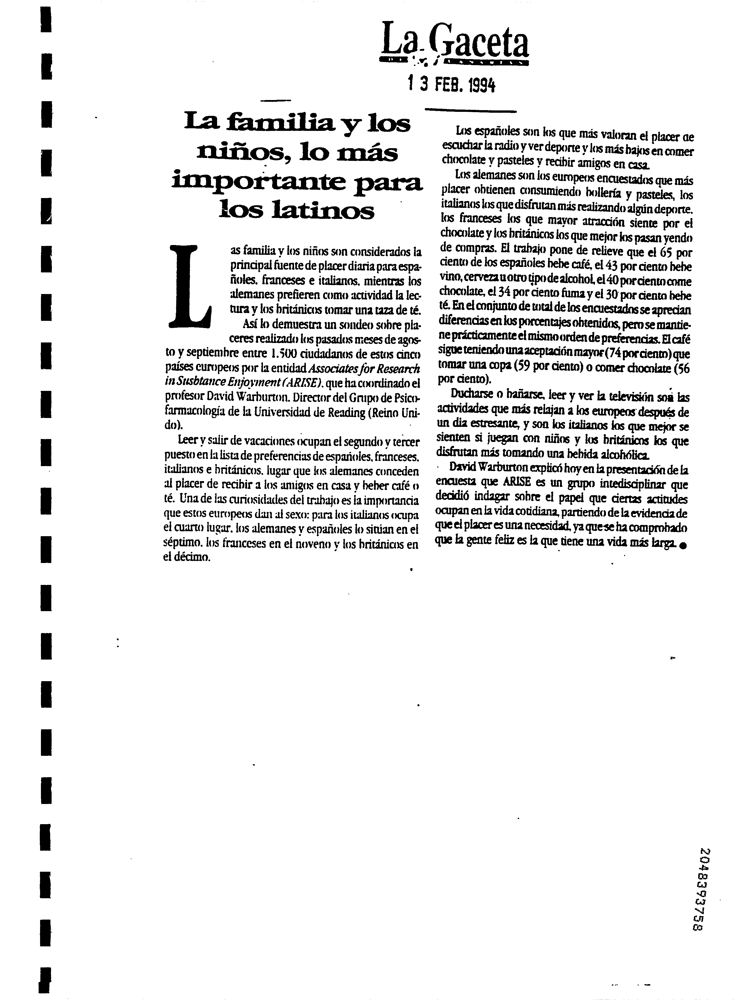 La Gaceta
DE CANARIAS
13 FEB. 1994
La familia y los
niños, lo más
importante para
los latinos
Las familia y los niños son considerados la
principal fuente de placer diaria para espa-
ñoles, franceses e italianos, mientras los
alemanes prefieren como actividad la lec-
tura y los británicos tomar una taza de té.
Así lo demuestra un sondeo sobre pla-
ceres realizado los pasados meses de agos-
to y septiembre entre 1.500 ciudadanos de estos cinco
países europeos por la entidad Associates for Research
in Susbtance Enjoyment (ARISE), que ha coordinado el
profesor David Warburton, Director del Grupo de Psico-
farmacología de la Universidad de Reading (Reino Uni-
do).
Leer y salir de vacaciones ocupan el segundo y tercer
puesto en la lista de preferencias de españoles, franceses,
italianos e británicos, lugar que los alemanes conceden
al placer de recibir a los amigos en casa y beber café o
té. Una de las curiosidades del trabajo es la importancia
que estos europeos dan al sexo: para los italianos ocupa
el cuarto lugar, los alemanes y españoles lo sitúan en el
séptimo, los franceses en el noveno y los británicos en
el décimo.
Los españoles son los que más valoran el placer de
escuchar la radio y ver deporte y los más bajos en comer
chocolate y pasteles y recibir amigos en casa.
Los alemanes son los europeos encuestados que más
placer obtienen consumiendo bollería y pasteles, los
italianos los que disfrutan más realizando algún deporte,
los franceses los que mayor atracción siente por el
chocolate y los británicos los que mejor los pasan yendo
de compras. El trabajo pone de relieve que el 65 por
ciento de los españoles bebe café, el 43 por ciento bebe
vino, cerveza u otro tipo de alcohol, el 40 por ciento come
chocolate, el 34 por ciento fuma y el 30 por ciento bebe
té. En el conjunto de total de los encuestados se aprecian
diferencias en los porcentajes obtenidos, pero se mantie-
ne prácticamente el mismo orden de preferencias. El café
sigue teniendo una aceptación mayor (74 por ciento) que
tomar una copa (59 por ciento) o comer chocolate (56
por ciento).
Ducharse o bañarse, leer y ver la televisión son las
actividades que más relajan a los europeos después de
un día estresante, y son los italianos los que mejor se
sienten si juegan con niños y los británicos los que
disfrutan más tomando una bebida alcohólica.
David Warburton explicó hoy en la presentación de la
encuesta que ARISE es un grupo intedisciplinar que
decidió indagar sobre el papel que ciertas actitudes
ocupan en la vida cotidiana, partiendo de la evidencia de
que el placer es una necesidad, ya que se ha comprobado
que la gente feliz es la que tiene una vida más larga. ●
2048393758